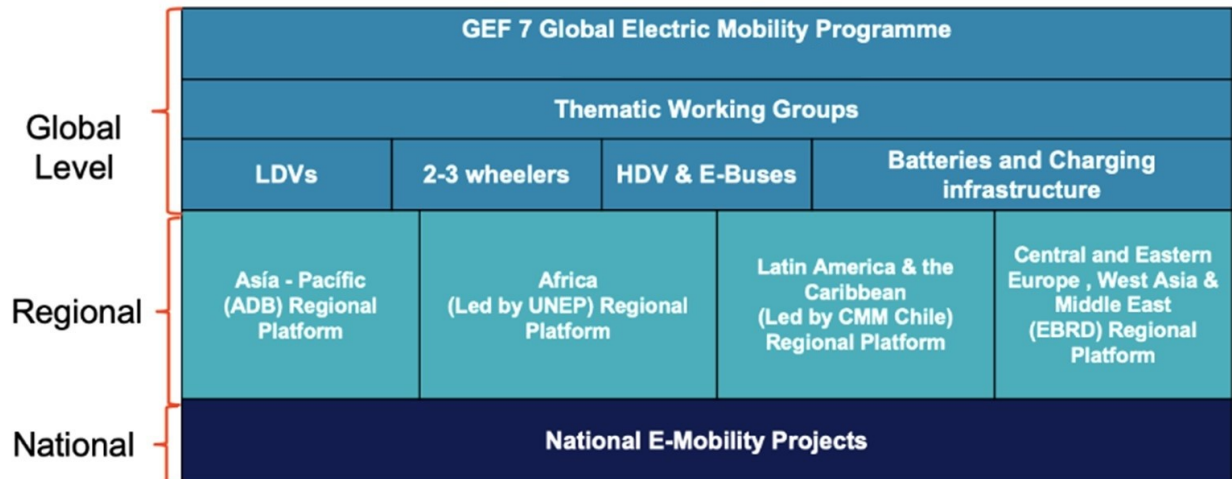 GEF 7 Global Electric Mobility Programme
Thematic Working Groups
Global
Level
LDVs
2-3 wheelers
HDV & E-Buses
Batteries and Charging
infrastructure
Regional
Asía - Pacífic
(ADB) Regional
Platform
Africa
(Led by UNEP) Regional
Platform
Latin America & the
Caribbean
(Led by CMM Chile)
Regional Platform
Central and Eastern
Europe , West Asia &
Middle East
(EBRD) Regional
Platform
National
National E-Mobility Projects